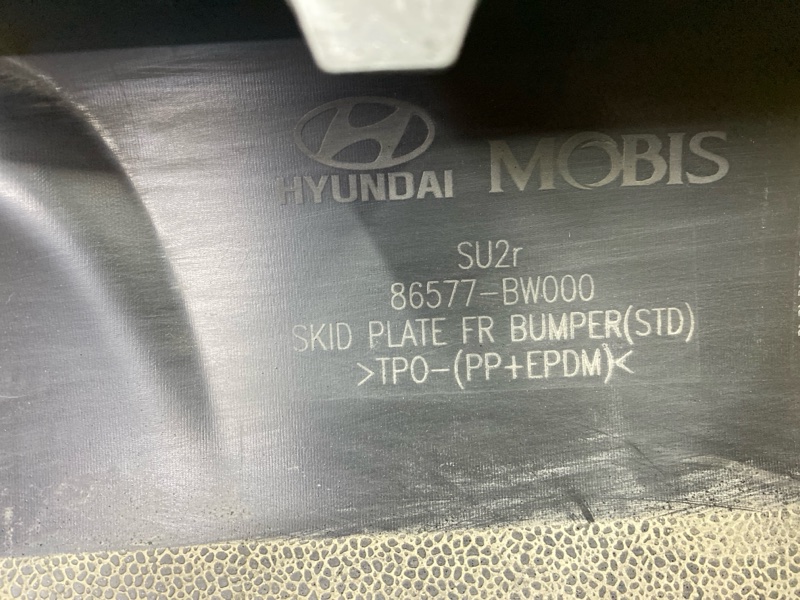 HYUNDAI MOBIS
SU2r
86577-BW000
SKID PLATE FR BUMPER(STD)
>TPO-(PP+EPDM)<